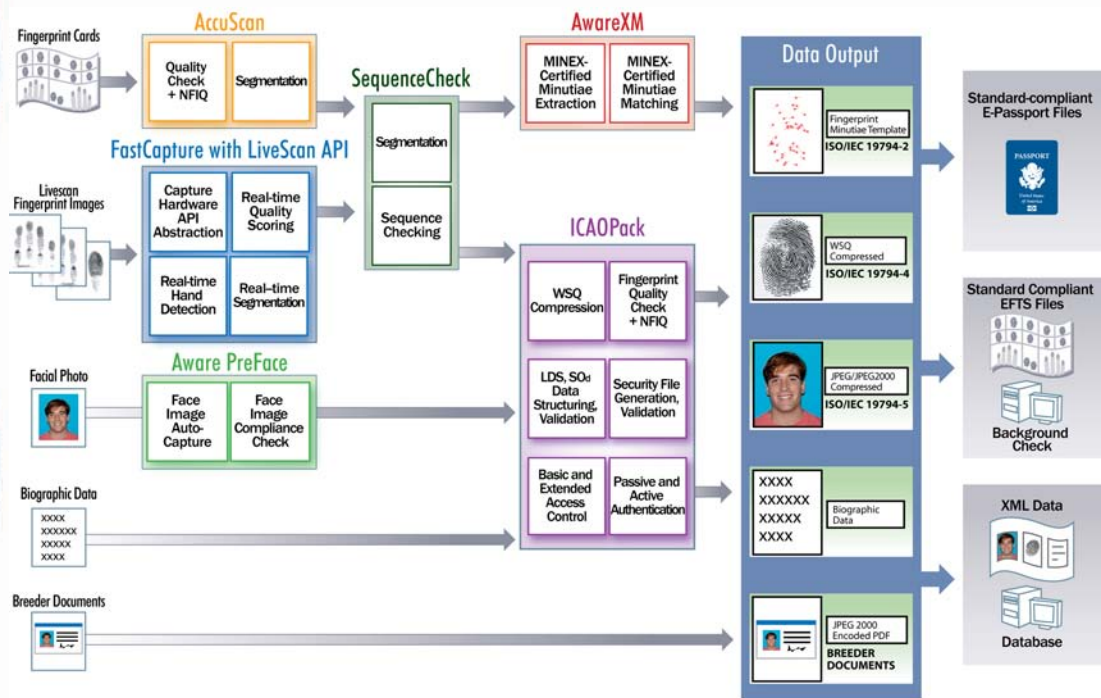 Fingerprint Cards
AccuScan
Quality
Check
+ NFIQ
Segmentation
SequenceCheck
Segmentation
Sequence
Checking
AwareXM
MINEX-
Certified
Minutiae
Extraction
MINEX-
Certified
Minutiae
Matching
Livescan
Fingerprint Images
FastCapture with LiveScan API
Capture
Hardware
API
Abstraction
Real-time
Quality
Scoring
Real-time
Hand
Detection
Real-time
Segmentation
ICAOPack
WSQ
Compression
Fingerprint
Quality
Check
+ NFIQ
LDS, SOd
Data
Structuring,
Validation
Security File
Generation,
Validation
Basic and
Extended
Access
Control
Passive and
Active
Authentication
Facial Photo
Aware PreFace
Face
Image
Auto-
Capture
Face
Image
Compliance
Check
Biographic Data
XXXX
XXXXXX
XXXXX
XXXX
Breeder Documents
Data Output
Fingerprint
Minutiae Template
ISO/IEC 19794-2
WSQ
Compressed
ISO/IEC 19794-4
JPEG/JPEG2000
Compressed
ISO/IEC 19794-5
XXXX
XXXXXX
XXXXX
XXXX
Biographic
Data
JPEG 2000
Encoded PDF
BREEDER
DOCUMENTS
Standard-compliant
E-Passport Files
PASSPORT
United States
of America
Standard Compliant
EFTS Files
Background
Check
XML Data
Database